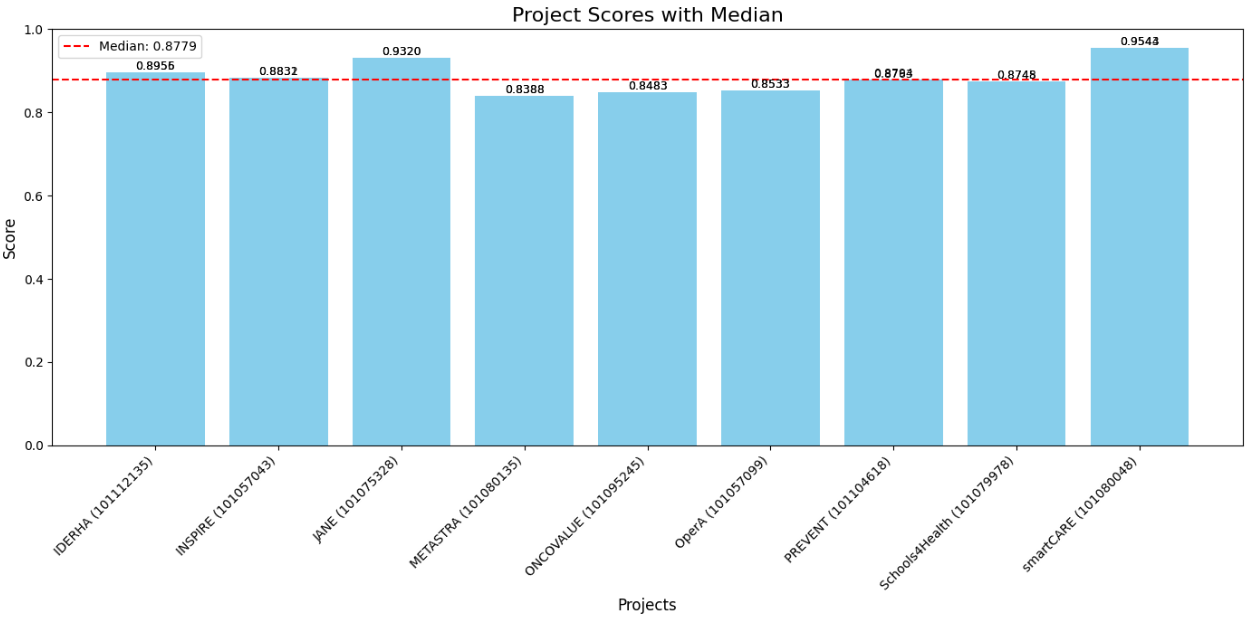 Project Scores with Median
Median: 0.8779
1.0
0.8
0.6
0.4
0.2
0.0
Score
0.9320
0.8388
0.8483
0.8533
IDERHA (101112135)
INSPIRE (101057043)
JANE (101075328)
METASTRA (101080135)
ONCOVALUE (101095245)
OperA (101057099)
PREVENT (101104618)
Schools4Health (101079978)
smartCARE (101080048)
Projects